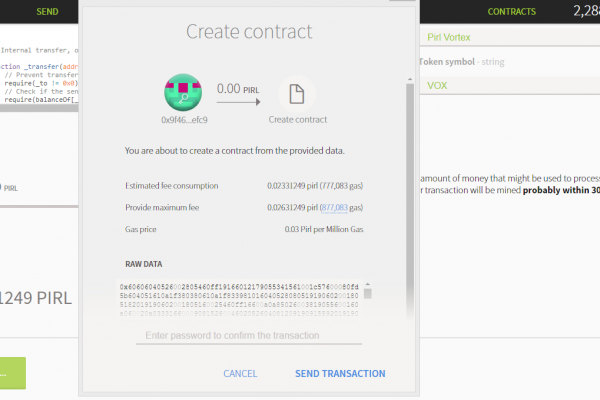 SEND
CONTRACTS
2,28
Internal transfer, o
ction _transfer(addr
// Prevent transfer
require(_to != 0x0)
// Check if the sen
require(balanceOf[_
Create contract
Pirl Vortex
Token symbol - string
VOX
0.00 PIRL
0x9f46...efc9
Create contract
You are about to create a contract from the provided data.
Estimated fee consumption 0.02331249 pirl (777,083 gas)
Provide maximum fee 0.02631249 pirl (877,083 gas)
Gas price 0.03 Pirl per Million Gas
amount of money that might be used to process
r transaction will be mined probably within 30
PIRL
1249 PIRL
RAW DATA
Enter password to confirm the transaction
CANCEL
SEND TRANSACTION